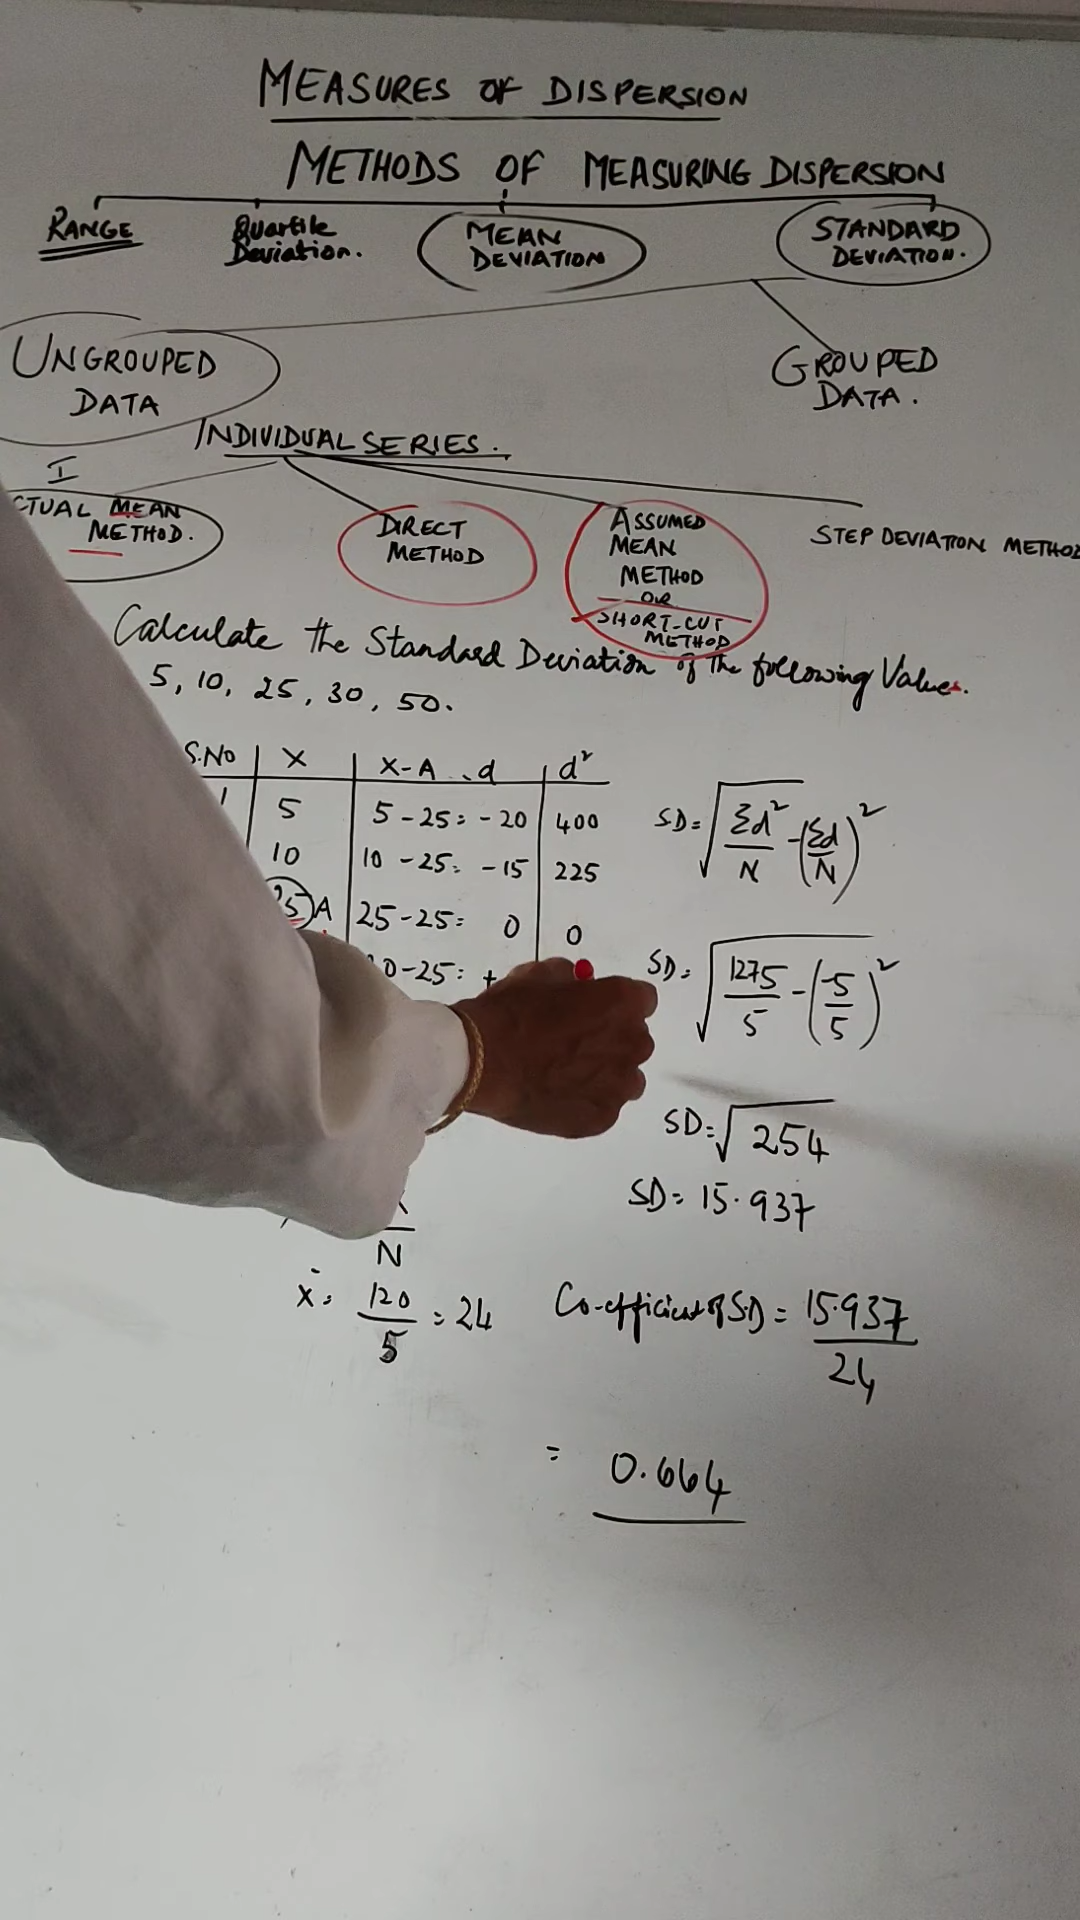 MEASURES OF DISPERSION
METHODS OF MEASURING DISPERSION
RANGE
Quartile
Deviation.
MEAN
DEVIATION
STANDARD
DEVIATION.
UNGROUPED
DATA
GROUPED
DATA.
INDIVIDUAL SERIES.
I
CTUAL MEAN
METHOD.
DIRECT
METHOD
ASSUMED
MEAN
METHOD
OR
SHORT-CUT
METHOD
STEP DEVIATION METHOD
Calculate the Standard Deviation of the following Values.
5, 10, 25, 30, 50.
S.No X X-A d d²
1 5 5-25= -20 400
10 10-25= -15 225
25 A 25-25= 0 0
0-25= +
SD= √ Σd²/N - (Σd/N)²
SD= √ 1275/5 - (-5/5)²
SD= √254
SD= 15.937
N
x̄= 120/5 = 24
Co-efficient of S.D = 15.937/24
= 0.664